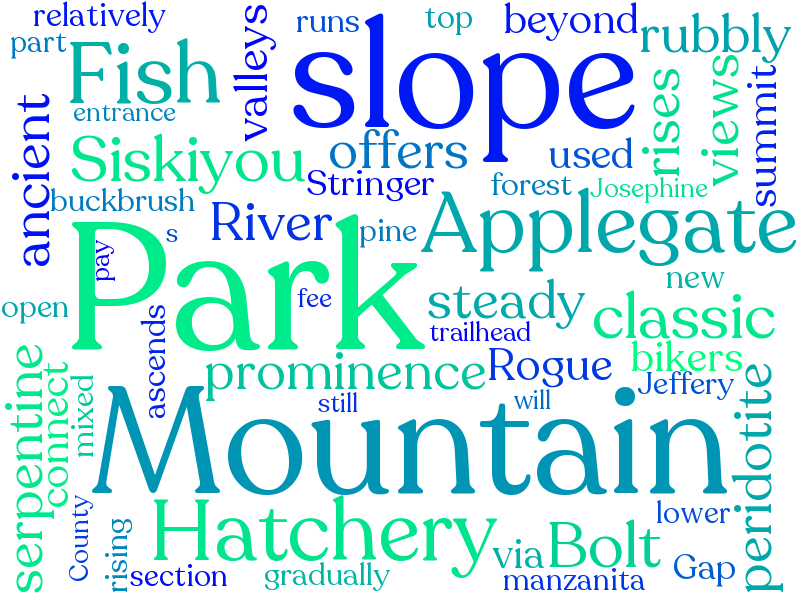 relatively
runs
top
beyond
part
Fish
valleys
slope
rubbly
entrance
ancient
Siskiyou
offers
used
rises
views
summit
Stringer
forest
Josephine
buckbrush
s
River
pine
Applegate
pay
Park
fee
new
open
steady
classic
ascends
trailhead
bikers
serpentine
connect
mixed
prominence
Rogue
Jeffery
peridotite
still
will
Mountain
County
rising
Hatchery
lower
section
gradually
via
Bolt
manzanita
Gap